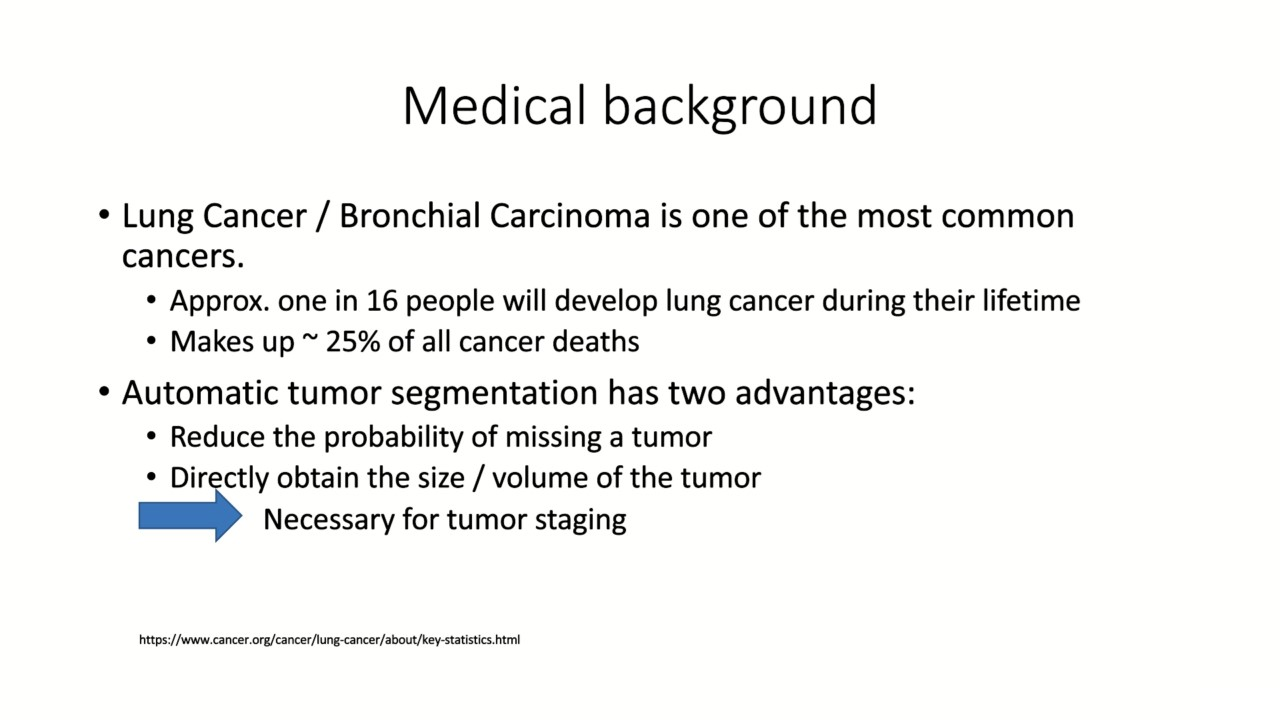 Medical background
• Lung Cancer / Bronchial Carcinoma is one of the most common
cancers.
• Approx. one in 16 people will develop lung cancer during their lifetime
• Makes up ~ 25% of all cancer deaths
• Automatic tumor segmentation has two advantages:
• Reduce the probability of missing a tumor
• Directly obtain the size / volume of the tumor
Necessary for tumor staging
https://www.cancer.org/cancer/lung-cancer/about/key-statistics.html